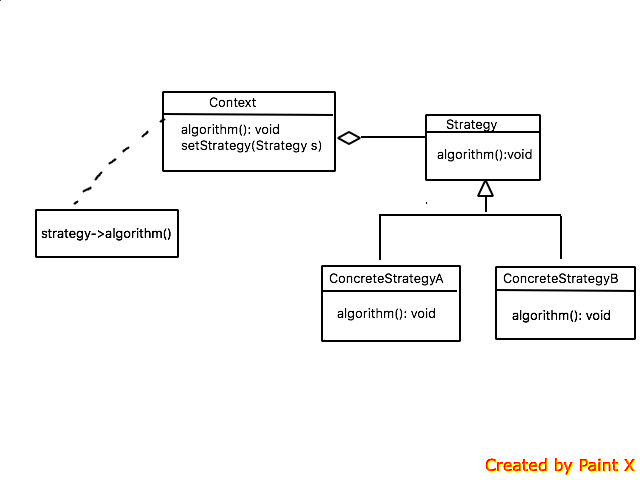 Context
algorithm(): void
setStrategy(Strategy s)
Strategy
algorithm():void
strategy->algorithm()
ConcreteStrategyA
algorithm(): void
ConcreteStrategyB
algorithm(): void
Created by Paint X